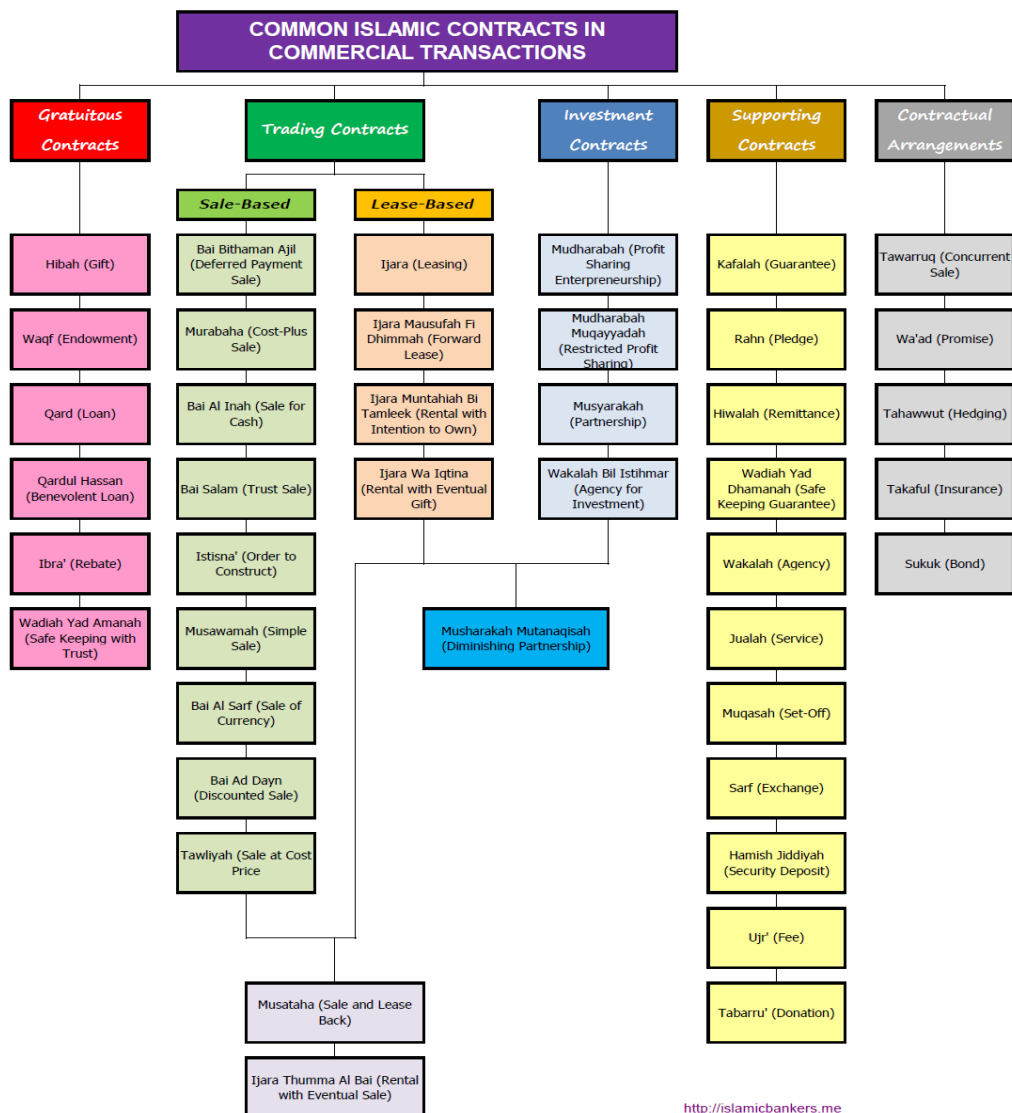 COMMON ISLAMIC CONTRACTS IN
COMMERCIAL TRANSACTIONS
Gratuitous
Contracts
Trading Contracts
Investment
Contracts
Supporting
Contracts
Contractual
Arrangements
Sale-Based
Lease-Based
Hibah (Gift)
Waqf (Endowment)
Qard (Loan)
Qardul Hassan
(Benevolent Loan)
Ibra' (Rebate)
Wadiah Yad Amanah
(Safe Keeping with
Trust)
Bai Bithaman Ajil
(Deferred Payment
Sale)
Murabaha (Cost-Plus
Sale)
Bai Al Inah (Sale for
Cash)
Bai Salam (Trust Sale)
Istisna' (Order to
Construct)
Musawamah (Simple
Sale)
Bai Al Sarf (Sale of
Currency)
Bai Ad Dayn
(Discounted Sale)
Tawliyah (Sale at Cost
Price
Ijara (Leasing)
Ijara Mausufah Fi
Dhimmah (Forward
Lease)
Ijara Muntahiah Bi
Tamleek (Rental with
Intention to Own)
Ijara Wa Iqtina
(Rental with Eventual
Gift)
Mudharabah (Profit
Sharing
Enterpreneurship)
Mudharabah
Muqayyadah
(Restricted Profit
Sharing)
Musyarakah
(Partnership)
Wakalah Bil Istihmar
(Agency for
Investment)
Musharakah Mutanaqisah
(Diminishing Partnership)
Kafalah (Guarantee)
Rahn (Pledge)
Hiwalah (Remittance)
Wadiah Yad
Dhamanah (Safe
Keeping Guarantee)
Wakalah (Agency)
Jualah (Service)
Muqasah (Set-Off)
Sarf (Exchange)
Hamish Jiddiyah
(Security Deposit)
Ujr' (Fee)
Tabarru' (Donation)
Tawarruq (Concurrent
Sale)
Wa'ad (Promise)
Tahawwut (Hedging)
Takaful (Insurance)
Sukuk (Bond)
Musataha (Sale and Lease
Back)
Ijara Thumma Al Bai (Rental
with Eventual Sale)
http://islamicbankers.me